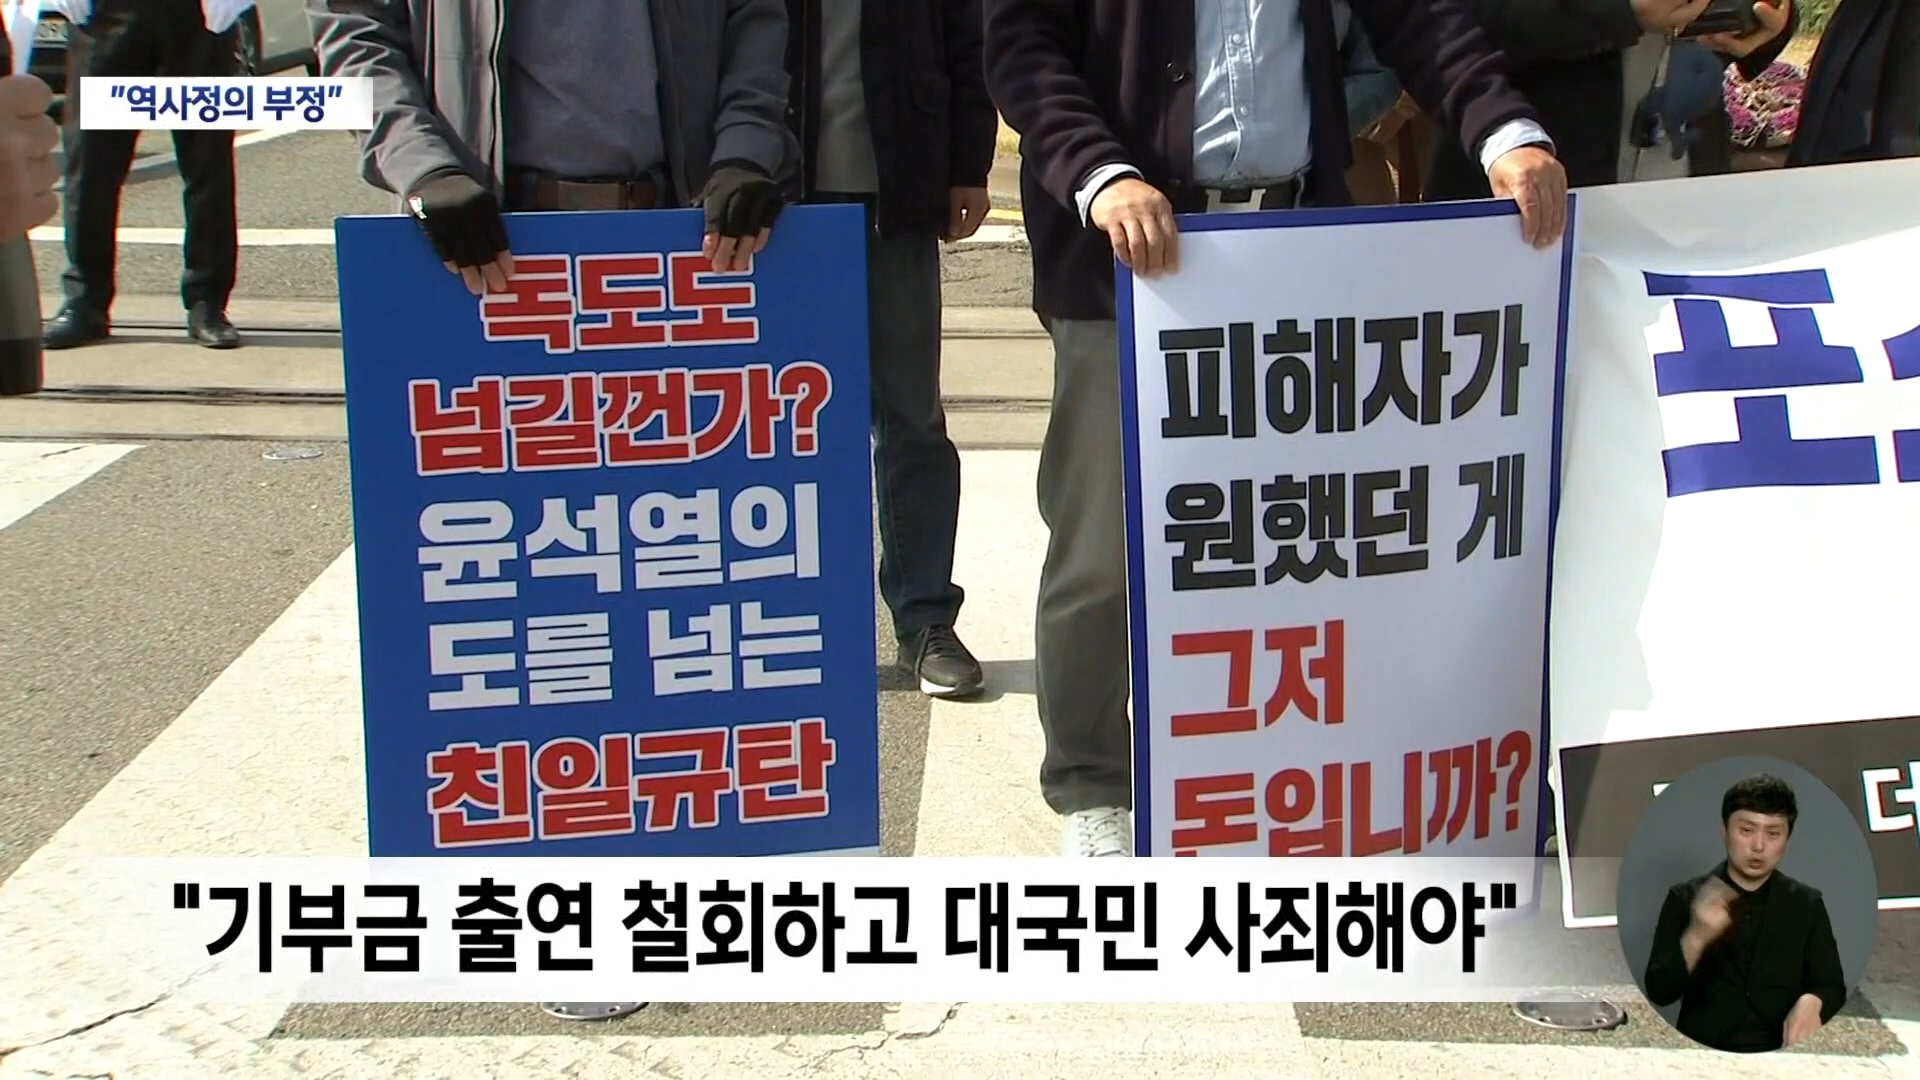 "역사정의 부정"
독도도
넘길껀가?
윤석열의
도를 넘는
친일규탄
피해자가
원했던 게
그저
돈입니까?
포
"기부금 출연 철회하고 대국민 사죄해야"